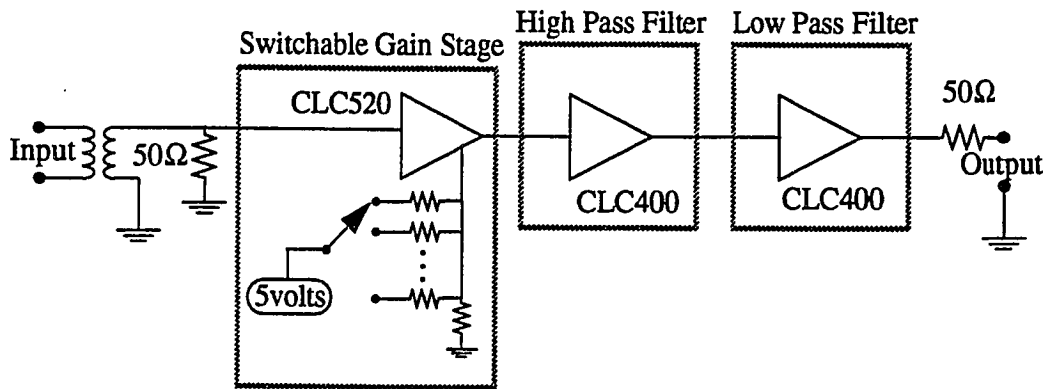 High Pass Filter
Low Pass Filter
Switchable Gain Stage
CLC520
50Ω
Input
50Ω
Output
CLC400
CLC400
5volts